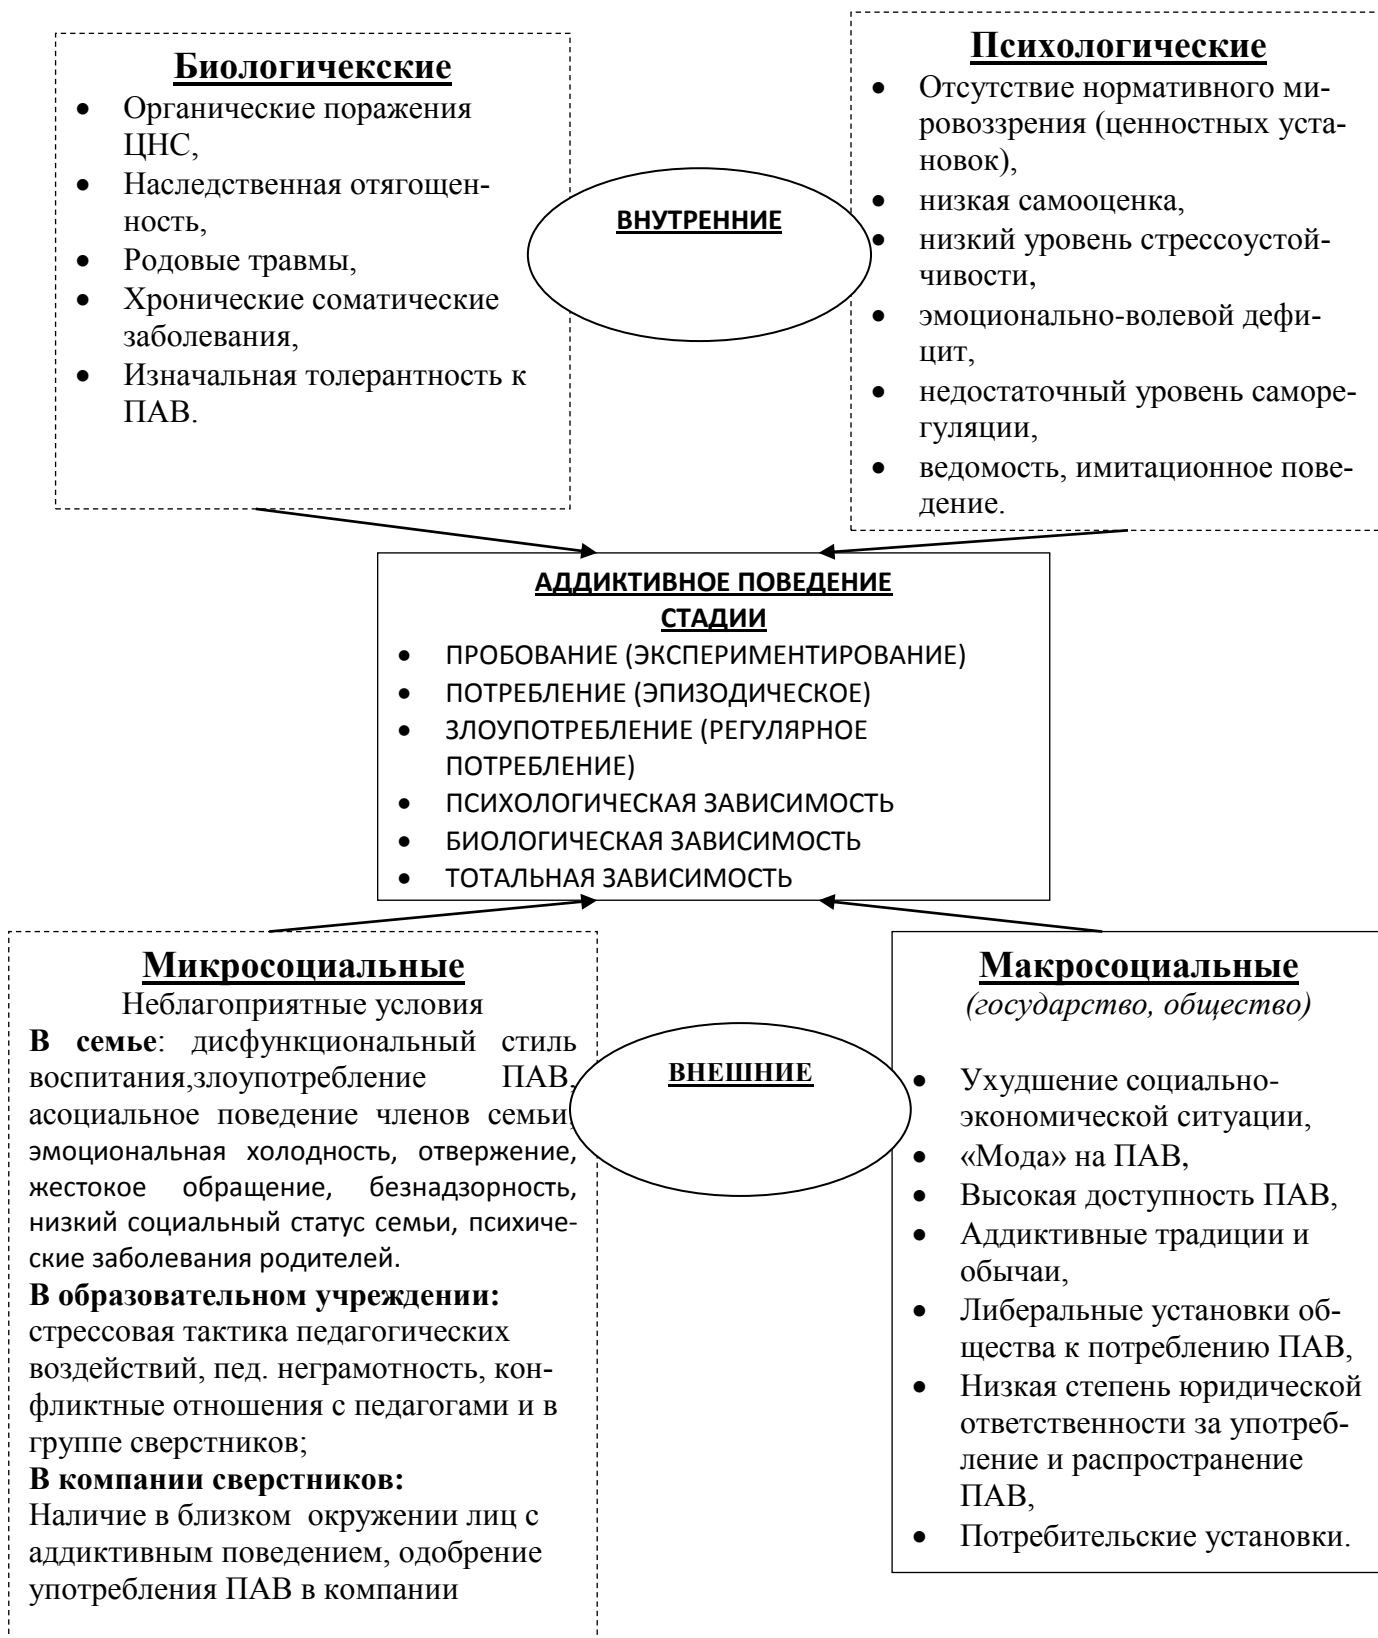 Биологичекские
• Органические поражения
ЦНС,
• Наследственная отягощен-
ность,
• Родовые травмы,
• Хронические соматические
заболевания,
• Изначальная толерантность к
ПАВ.
ВНУТРЕННИЕ
Психологические
• Отсутствие нормативного ми-
ровоззрения (ценностных уста-
новок),
• низкая самооценка,
• низкий уровень стрессоустой-
чивости,
• эмоционально-волевой дефи-
цит,
• недостаточный уровень саморе-
гуляции,
• ведомость, имитационное пове-
дение.
АДДИКТИВНОЕ ПОВЕДЕНИЕ
СТАДИИ
• ПРОБОВАНИЕ (ЭКСПЕРИМЕНТИРОВАНИЕ)
• ПОТРЕБЛЕНИЕ (ЭПИЗОДИЧЕСКОЕ)
• ЗЛОУПОТРЕБЛЕНИЕ (РЕГУЛЯРНОЕ
ПОТРЕБЛЕНИЕ)
• ПСИХОЛОГИЧЕСКАЯ ЗАВИСИМОСТЬ
• БИОЛОГИЧЕСКАЯ ЗАВИСИМОСТЬ
• ТОТАЛЬНАЯ ЗАВИСИМОСТЬ
Микросоциальные
Неблагоприятные условия
В семье: дисфункциональный стиль
воспитания,злоупотребление ПАВ,
асоциальное поведение членов семьи,
эмоциональная холодность, отвержение,
жестокое обращение, безнадзорность,
низкий социальный статус семьи, психиче-
ские заболевания родителей.
В образовательном учреждении:
стрессовая тактика педагогических
воздействий, пед. неграмотность, кон-
фликтные отношения с педагогами и в
группе сверстников;
В компании сверстников:
Наличие в близком окружении лиц с
аддиктивным поведением, одобрение
употребления ПАВ в компании
ВНЕШНИЕ
Макросоциальные
(государство, общество)
• Ухудшение социально-
экономической ситуации,
• «Мода» на ПАВ,
• Высокая доступность ПАВ,
• Аддиктивные традиции и
обычаи,
• Либеральные установки об-
щества к потреблению ПАВ,
• Низкая степень юридической
ответственности за употреб-
ление и распространение
ПАВ,
• Потребительские установки.